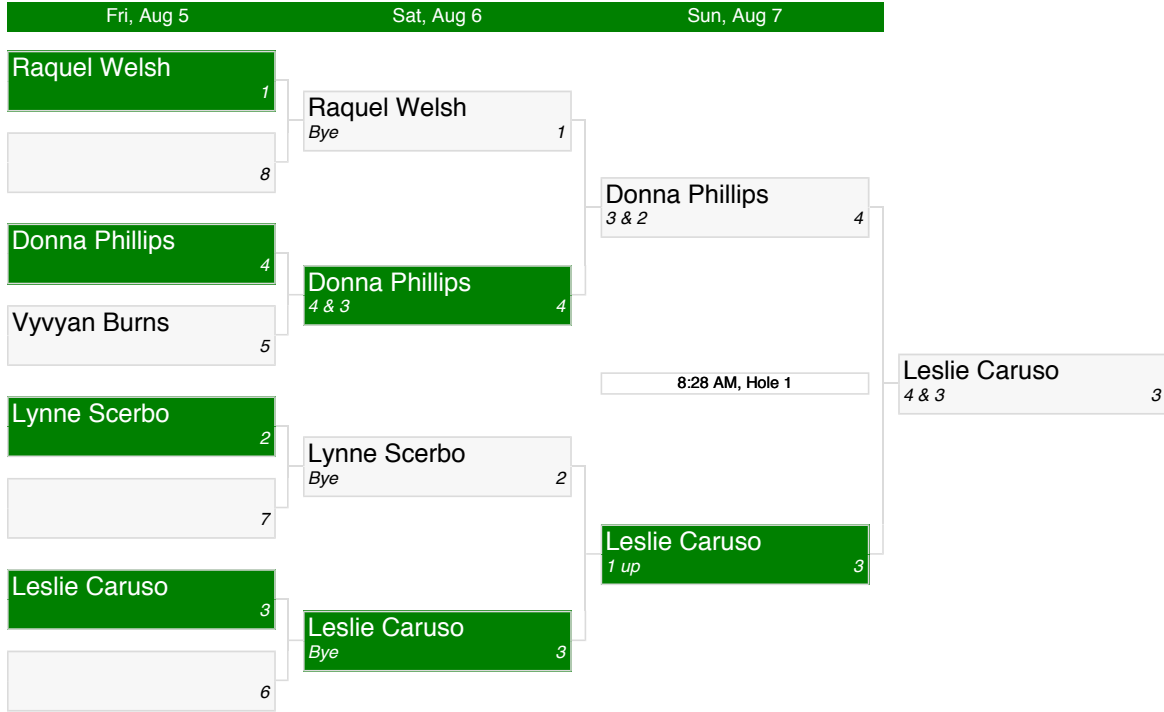 Fri, Aug 5
Sat, Aug 6
Sun, Aug 7
Raquel Welsh
1
8
Donna Phillips
4
Vyvyan Burns
5
Lynne Scerbo
2
7
Leslie Caruso
3
6
Raquel Welsh
Bye 1
Donna Phillips
4 & 3 4
Lynne Scerbo
Bye 2
Leslie Caruso
Bye 3
Donna Phillips
3 & 2 4
8:28 AM, Hole 1
Leslie Caruso
1 up 3
Leslie Caruso
4 & 3 3